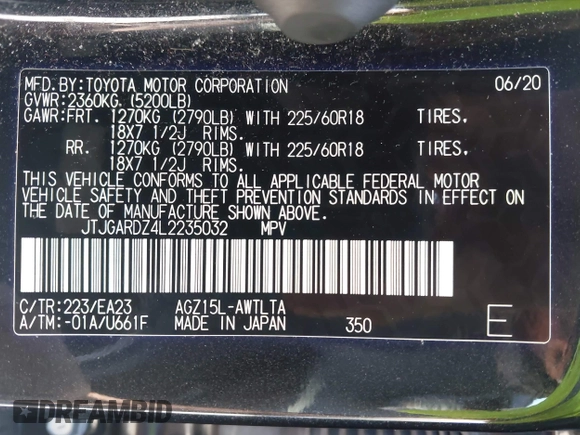 MFD.BY:TOYOTA MOTOR CORPORATION 06/20
GVWR:2360KG (5200LB)
GAWR:FRT. 1270KG (2790LB) WITH 225/60R18 TIRES,
18X7 1/2J RIMS.
RR. 1270KG (2790LB) WITH 225/60R18 TIRES,
18X7 1/2J RIMS.
THIS VEHICLE CONFORMS TO ALL APPLICABLE FEDERAL MOTOR
VEHICLE SAFETY AND THEFT PREVENTION STANDARDS IN EFFECT ON
THE DATE OF MANUFACTURE SHOWN ABOVE.
JTJGARDZ4L2235032 MPV
C/TR:223/EA23 AGZ15L-AWTLTA
A/TM:-01A/U661F MADE IN JAPAN 350 E
DREAMBID